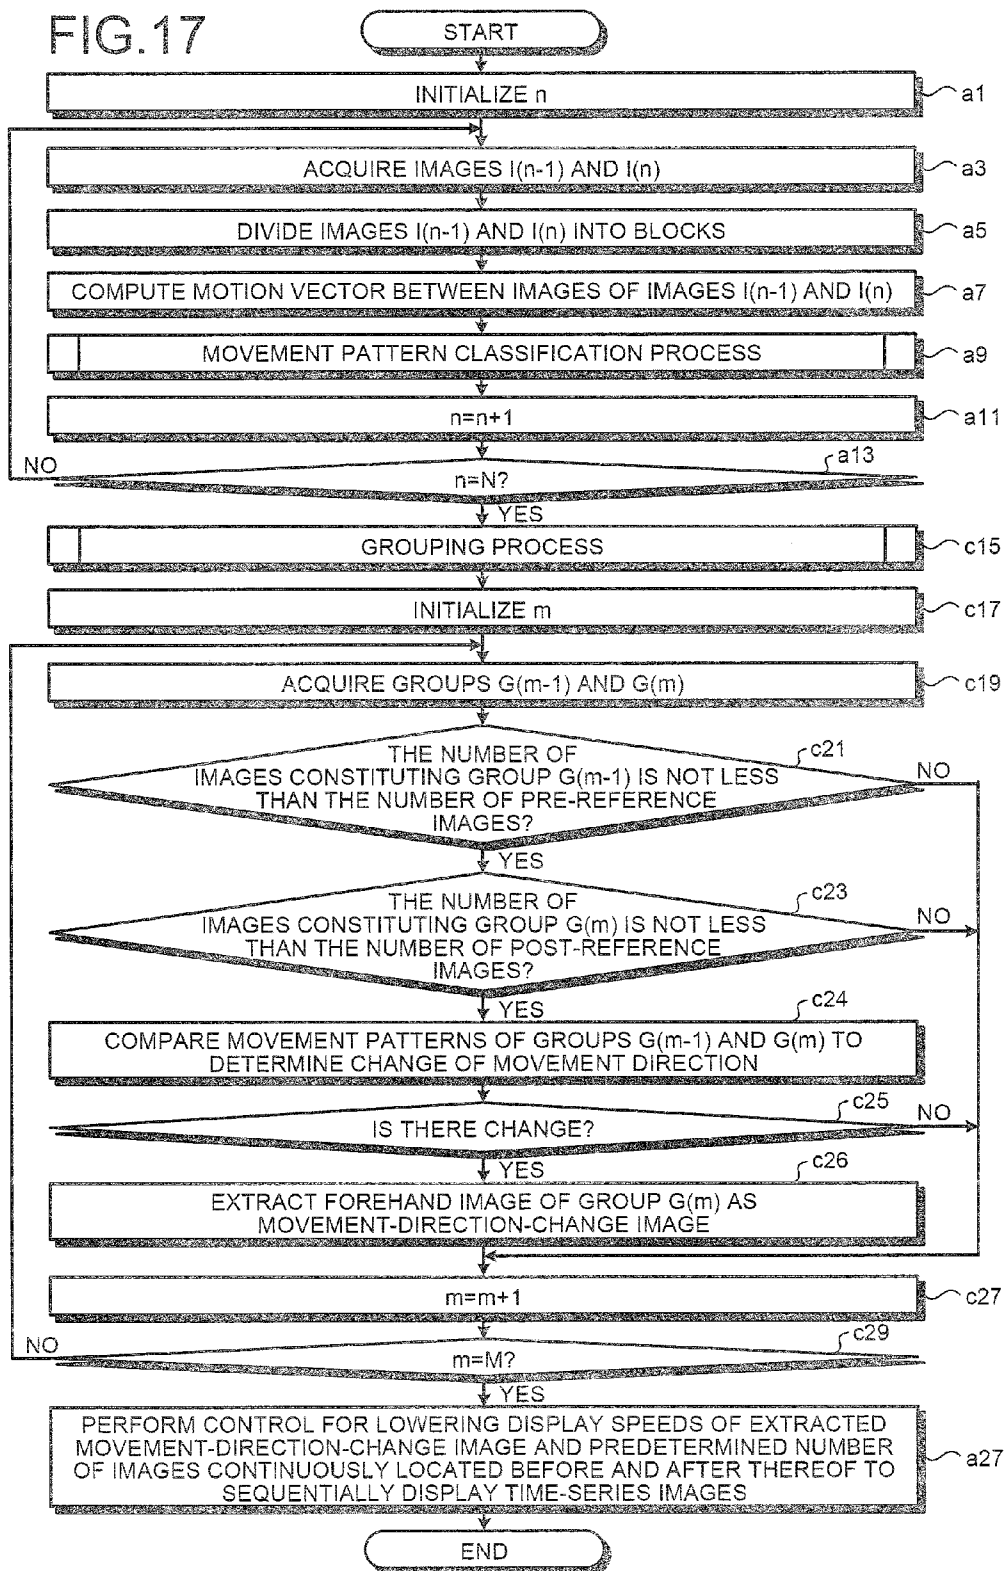 FIG.17
START
INITIALIZE n
a1
ACQUIRE IMAGES I(n-1) AND I(n)
a3
DIVIDE IMAGES I(n-1) AND I(n) INTO BLOCKS
a5
COMPUTE MOTION VECTOR BETWEEN IMAGES OF IMAGES I(n-1) AND I(n)
a7
MOVEMENT PATTERN CLASSIFICATION PROCESS
a9
n=n+1
a11
a13
NO
n=N?
YES
GROUPING PROCESS
c15
INITIALIZE m
c17
ACQUIRE GROUPS G(m-1) AND G(m)
c19
c21
THE NUMBER OF
IMAGES CONSTITUTING GROUP G(m-1) IS NOT LESS
THAN THE NUMBER OF PRE-REFERENCE
IMAGES?
NO
YES
c23
THE NUMBER OF
IMAGES CONSTITUTING GROUP G(m) IS NOT LESS
THAN THE NUMBER OF POST-REFERENCE
IMAGES?
NO
YES
c24
COMPARE MOVEMENT PATTERNS OF GROUPS G(m-1) AND G(m) TO
DETERMINE CHANGE OF MOVEMENT DIRECTION
c25
IS THERE CHANGE?
NO
YES
c26
EXTRACT FOREHAND IMAGE OF GROUP G(m) AS
MOVEMENT-DIRECTION-CHANGE IMAGE
m=m+1
c27
c29
NO
m=M?
YES
PERFORM CONTROL FOR LOWERING DISPLAY SPEEDS OF EXTRACTED
MOVEMENT-DIRECTION-CHANGE IMAGE AND PREDETERMINED NUMBER
OF IMAGES CONTINUOUSLY LOCATED BEFORE AND AFTER THEREOF TO
SEQUENTIALLY DISPLAY TIME-SERIES IMAGES
a27
END